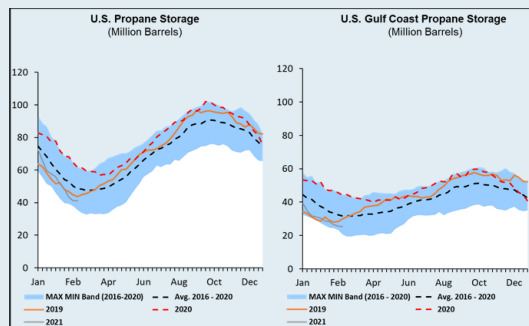 U.S. Propane Storage
(Million Barrels)
120
100
80
60
40
20
0
Jan Feb Apr Jun Aug Oct Dec
MAX MIN Band (2016-2020) Avg. 2016 - 2020
2019 2020
2021
U.S. Gulf Coast Propane Storage
(Million Barrels)
120
100
80
60
40
20
0
Jan Feb Apr Jun Aug Oct Dec
MAX MIN Band (2016 - 2020) Avg. 2016 - 2020
2019 2020
2021